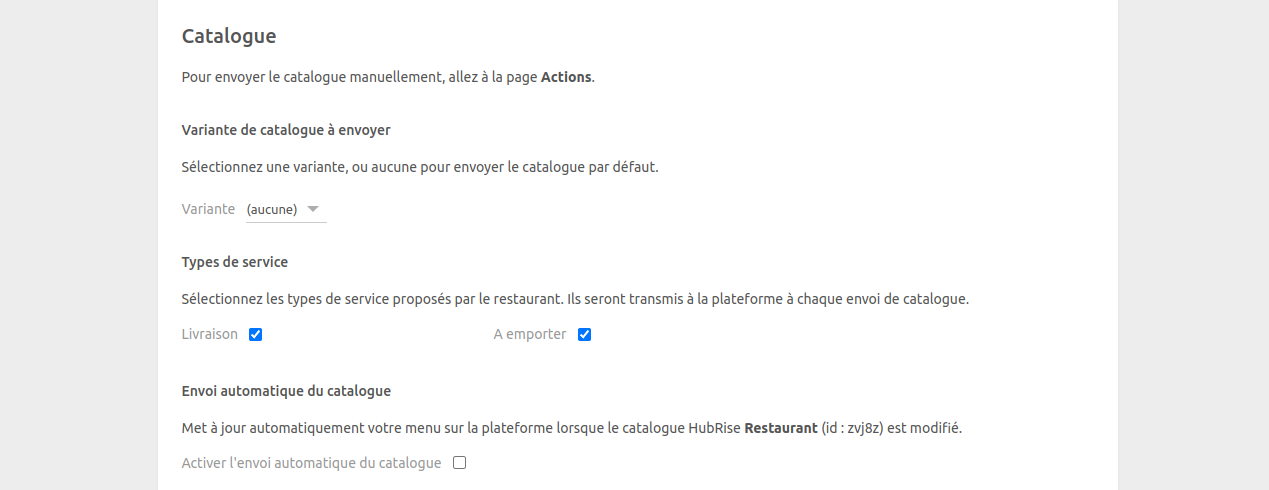 Catalogue
Pour envoyer le catalogue manuellement, allez à la page Actions.
Variante de catalogue à envoyer
Sélectionnez une variante, ou aucune pour envoyer le catalogue par défaut.
Variante (aucune)
Types de service
Sélectionnez les types de service proposés par le restaurant. Ils seront transmis à la plateforme à chaque envoi de catalogue.
Livraison A emporter
Envoi automatique du catalogue
Met à jour automatiquement votre menu sur la plateforme lorsque le catalogue HubRise Restaurant (id : zvj8z) est modifié.
Activer l'envoi automatique du catalogue